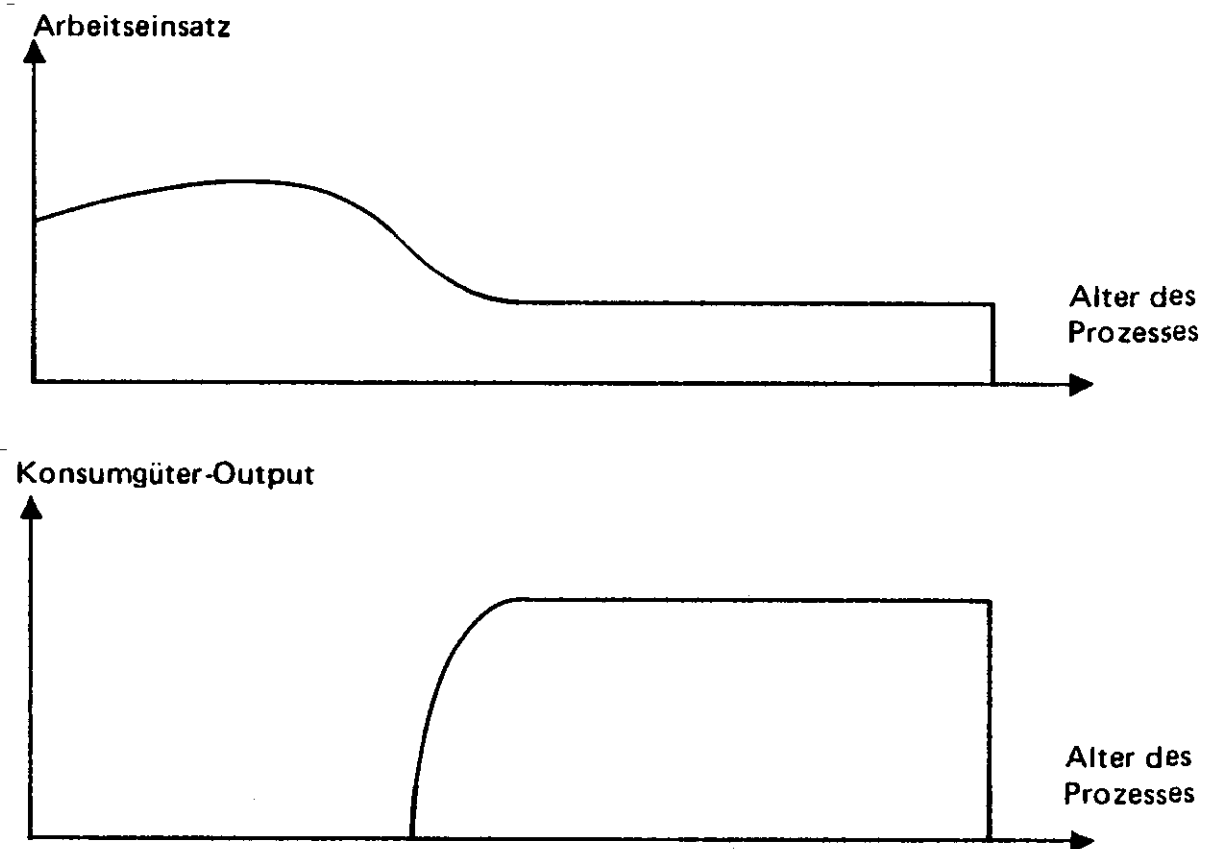 Arbeitseinsatz
Alter des
Prozesses
Konsumgüter-Output
Alter des
Prozesses